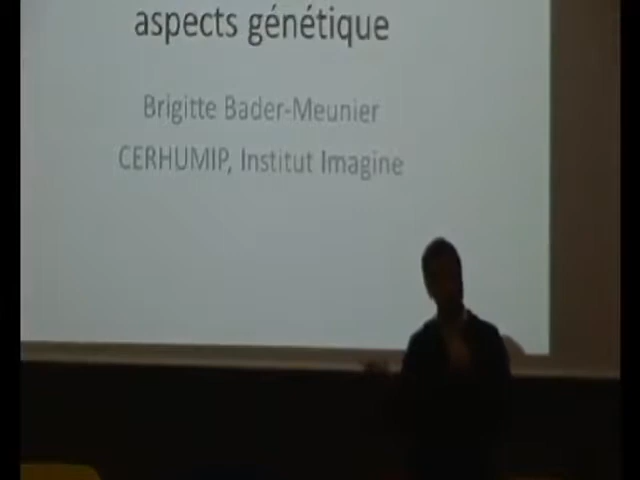 aspects génétique
Brigitte Bader-Meunier
CERHUMIP, Institut Imagine